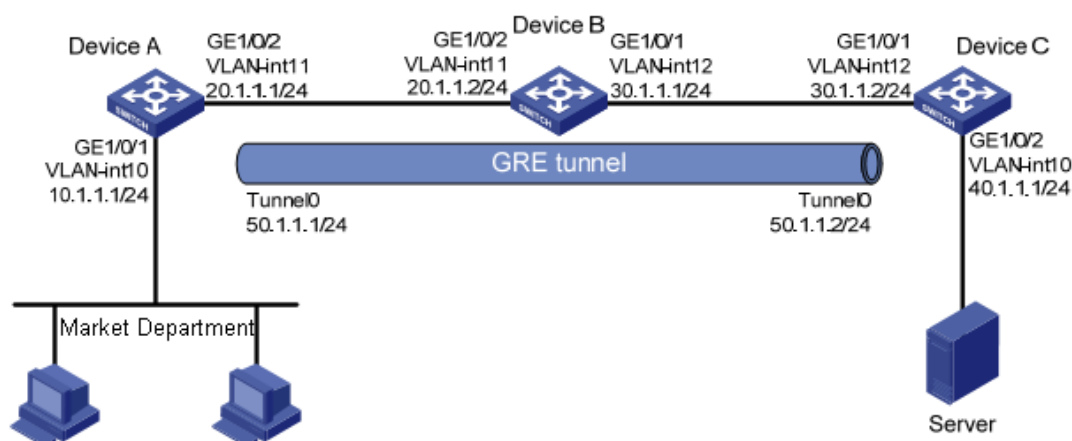 Device A
GE1/0/2
VLAN-int11
20.1.1.1/24
GE1/0/2
VLAN-int11
20.1.1.2/24
Device B
GE1/0/1
VLAN-int12
30.1.1.1/24
GE1/0/1
VLAN-int12
30.1.1.2/24
Device C
SWITCH
SWITCH
SWITCH
GE1/0/1
VLAN-int10
10.1.1.1/24
GRE tunnel
GE1/0/2
VLAN-int10
40.1.1.1/24
Tunnel0
50.1.1.1/24
Tunnel0
50.1.1.2/24
Market Department
Server